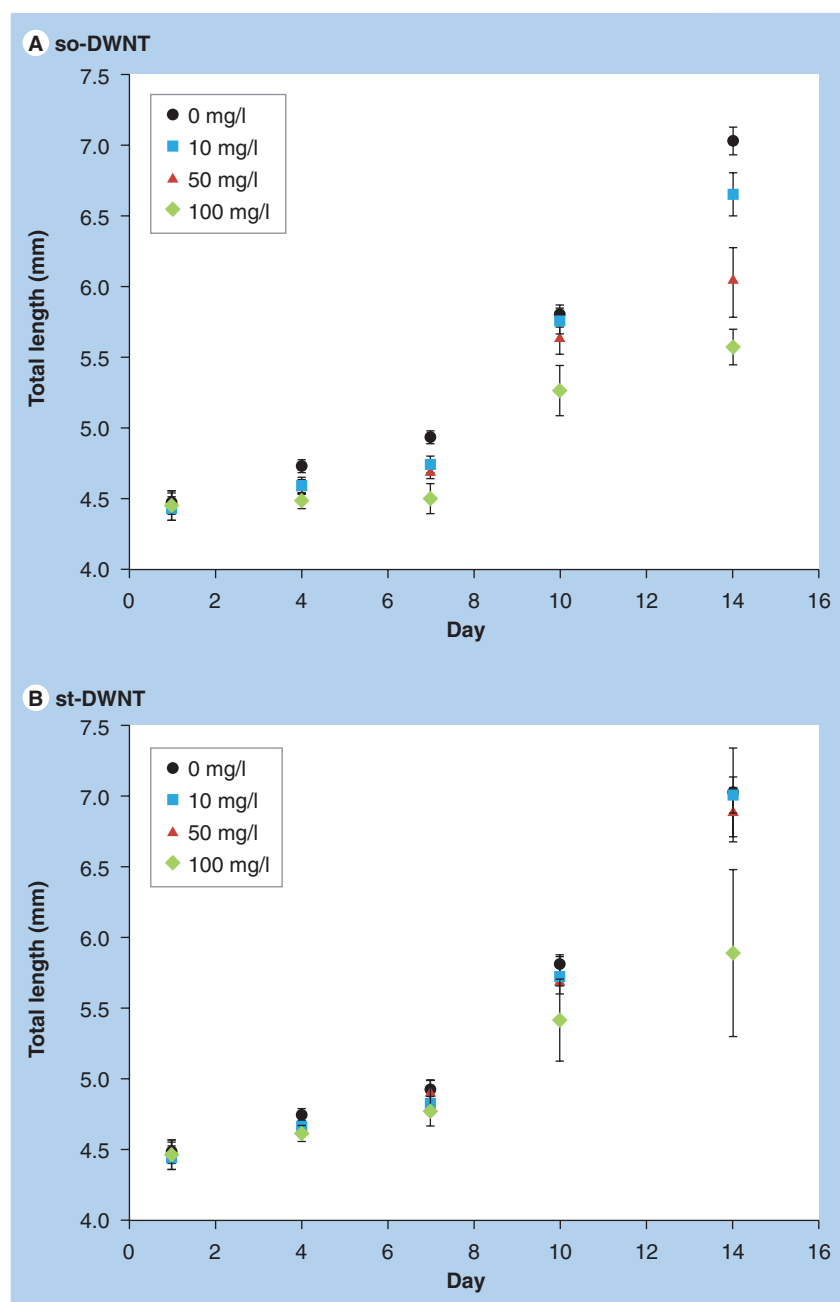 A so-DWNT
7.5
7.0
6.5
6.0
5.5
5.0
4.5
4.0
Total length (mm)
0 mg/l
10 mg/l
50 mg/l
100 mg/l
0 2 4 6 8 10 12 14 16
Day
B st-DWNT
7.5
7.0
6.5
6.0
5.5
5.0
4.5
4.0
Total length (mm)
0 mg/l
10 mg/l
50 mg/l
100 mg/l
0 2 4 6 8 10 12 14 16
Day